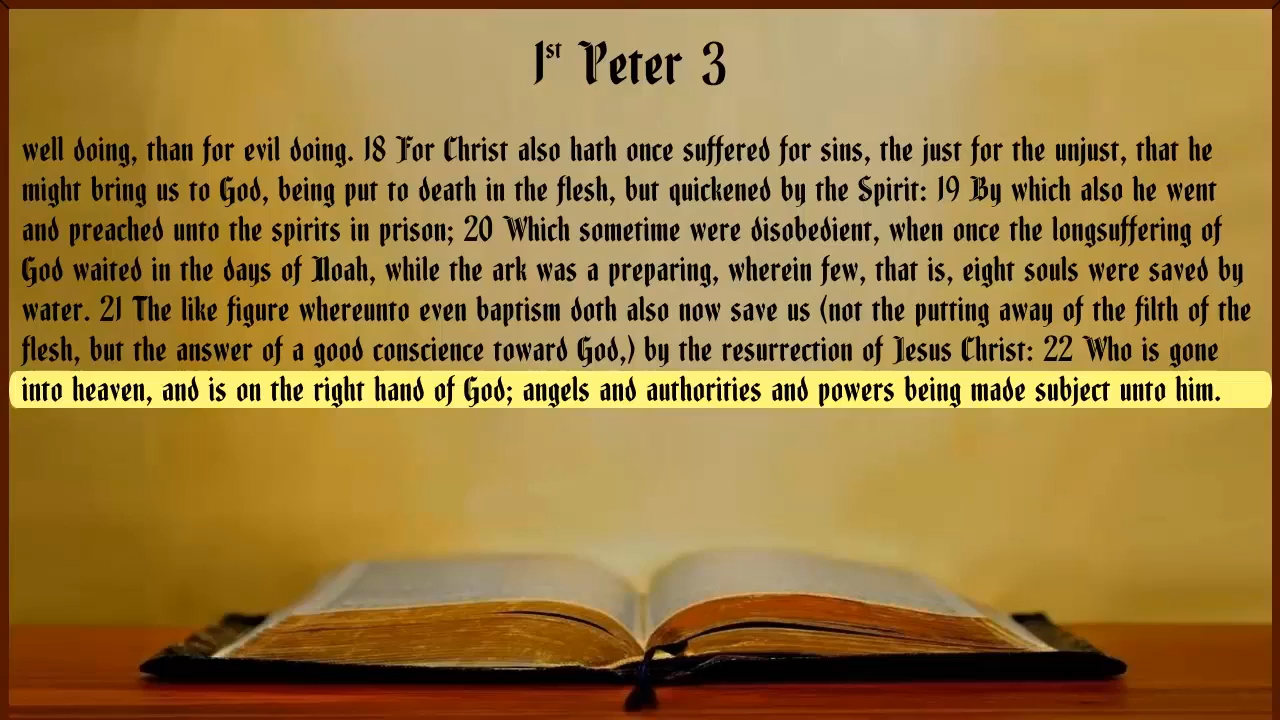 1st Peter 3
well doing, than for evil doing. 18 For Christ also hath once suffered for sins, the just for the unjust, that he
might bring us to God, being put to death in the flesh, but quickened by the Spirit: 19 By which also he went
and preached unto the spirits in prison; 20 Which sometime were disobedient, when once the longsuffering of
God waited in the days of Noah, while the ark was a preparing, wherein few, that is, eight souls were saved by
water. 21 The like figure whereunto even baptism doth also now save us (not the putting away of the filth of the
flesh, but the answer of a good conscience toward God,) by the resurrection of Jesus Christ: 22 Who is gone
into heaven, and is on the right hand of God; angels and authorities and powers being made subject unto him.